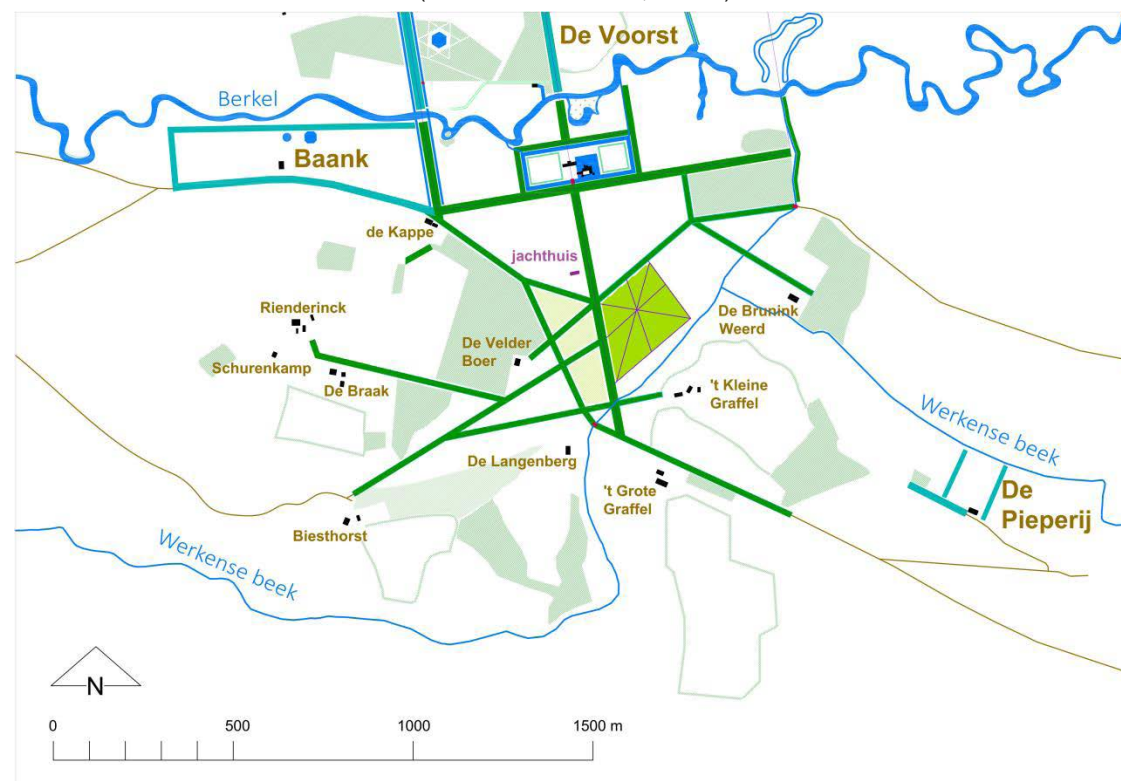 De Voorst
Berkel
Baank
de Kappe
jachthuis
Rienderinck
De Brunink
Weerd
De Velder
Boer
Schurenkamp
De Braak
't Kleine
Graffel
Werkense beek
De Langenberg
't Grote
Graffel
De
Pieperij
Biesthorst
Werkense beek
N
0 500 1000 1500 m